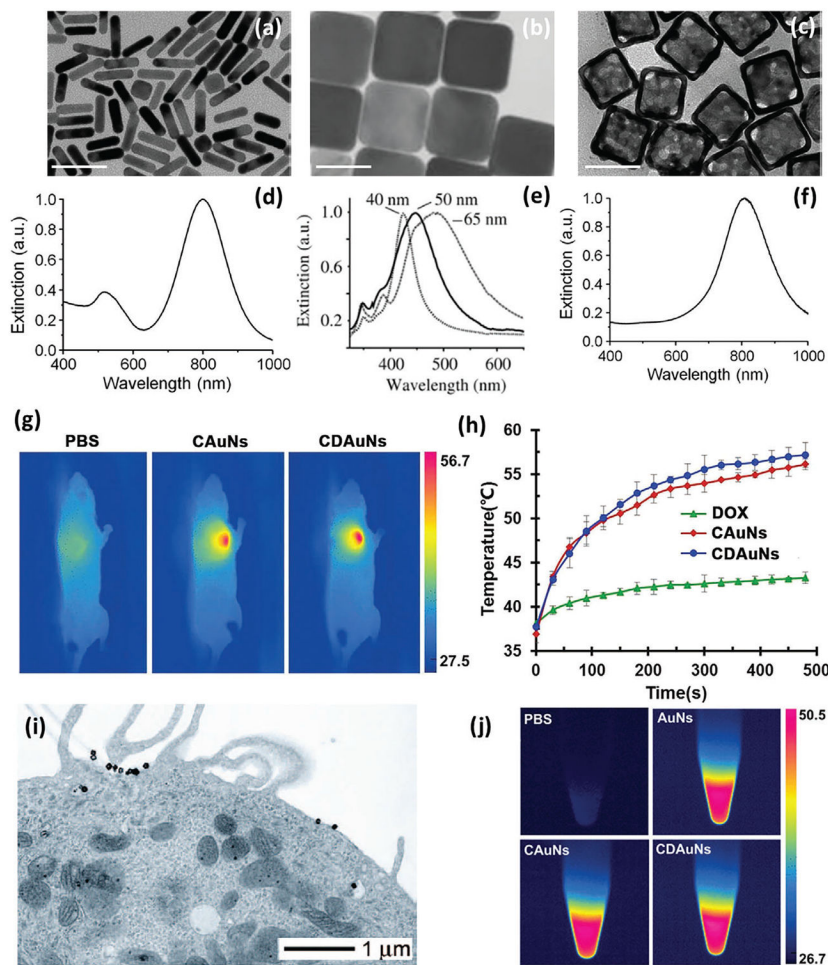 (a)
(b)
(c)
Extinction (a.u.)
1.0
0.8
0.6
0.4
0.2
0.0
400 600 800 1000
Wavelength (nm)
(d)
Extinction (a.u.)
1.0
0.8
0.6
0.4
0.2
40 nm
50 nm
65 nm
400 500 600
Wavelength (nm)
(e)
Extinction (a.u.)
1.0
0.8
0.6
0.4
0.2
0.0
400 600 800 1000
Wavelength (nm)
(f)
(g)
PBS CAuNs CDAuNs
56.7
27.5
(h)
Temperature(℃)
60
55
50
45
40
35
DOX
CAuNs
CDAuNs
0 100 200 300 400 500
Time(s)
(i)
1 μm
(j)
PBS
AuNs
CAuNs
CDAuNs
50.5
26.7